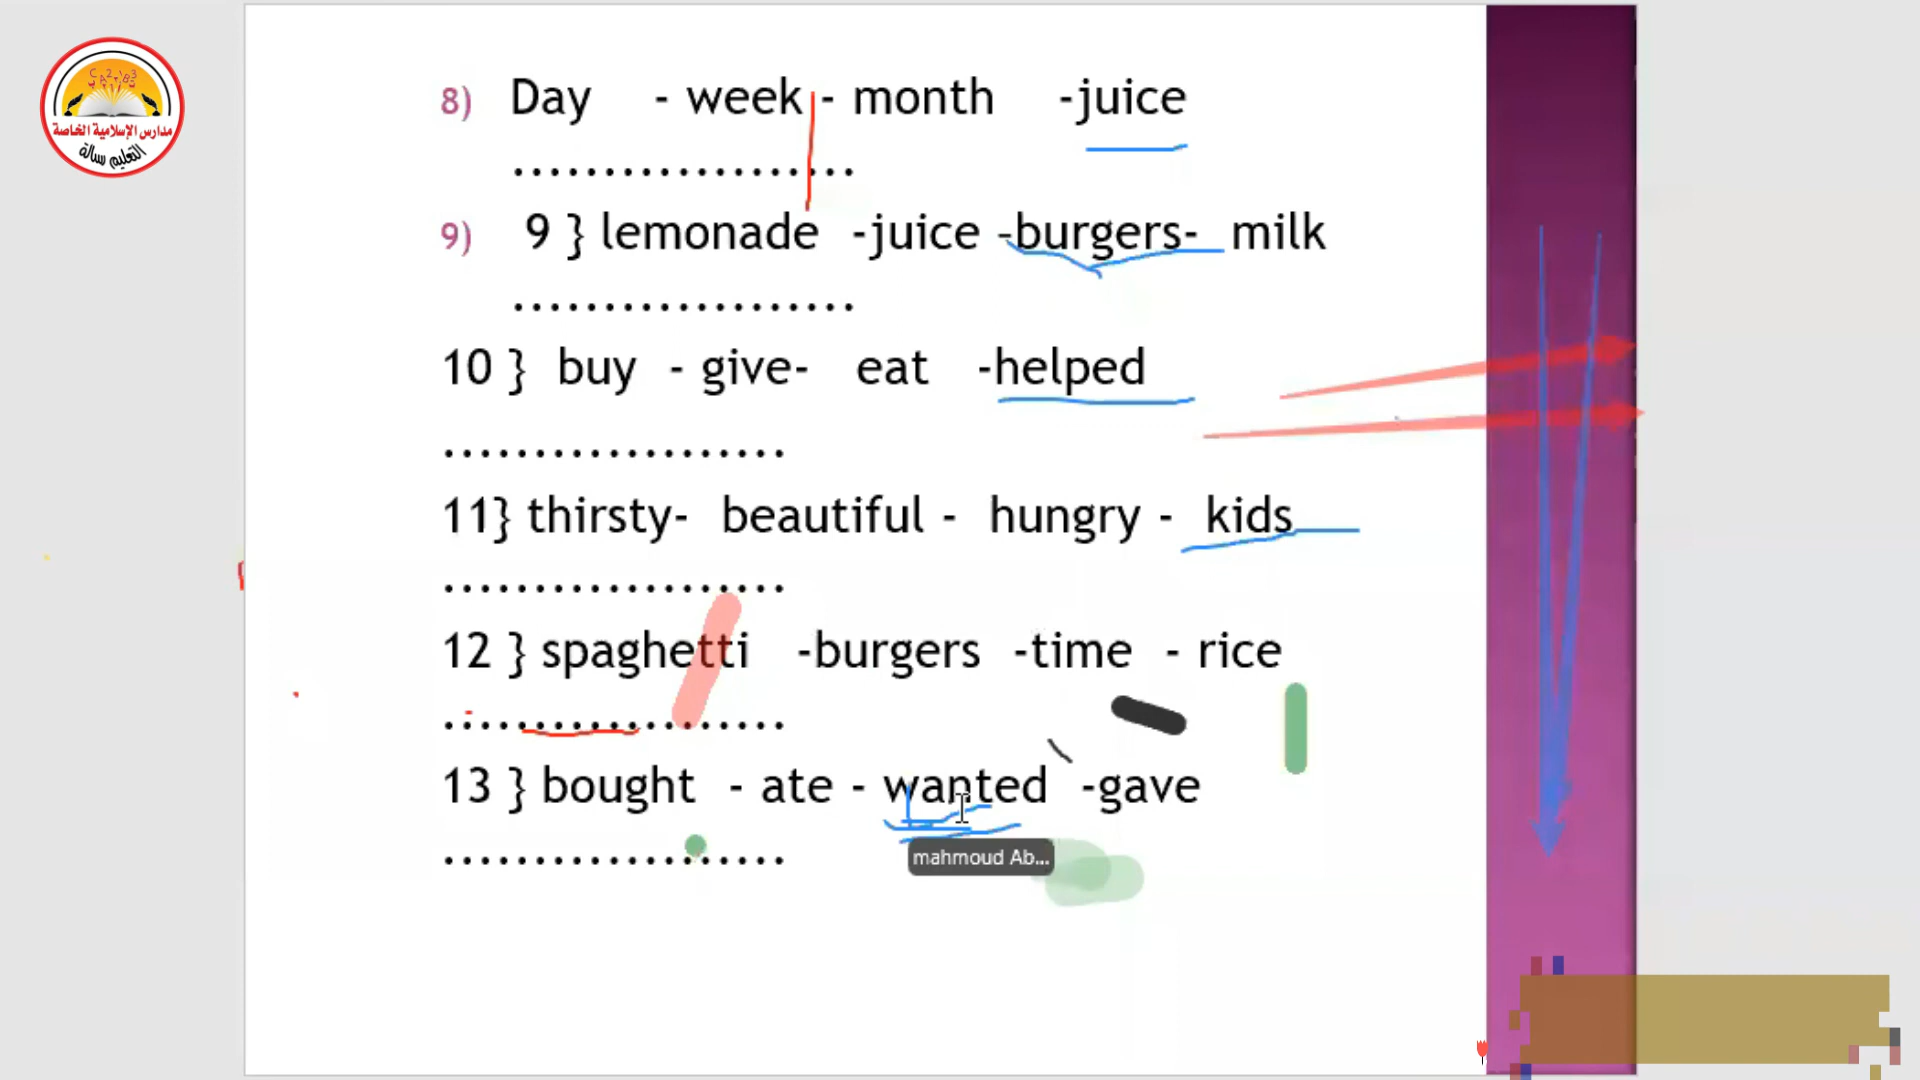 مدارس الإسلامية الخاصة
التعليم رسالة
8) Day - week - month -juice
...................
9) 9 } lemonade -juice -burgers- milk
...................
10 } buy - give- eat -helped
...................
11} thirsty- beautiful - hungry - kids
...................
12 } spaghetti -burgers -time - rice
...................
13 } bought - ate - wanted -gave
mahmoud Ab...
...................